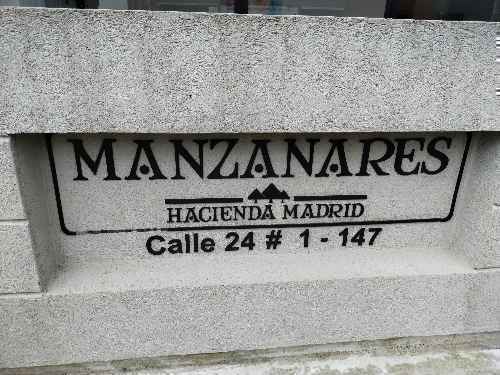 MANZANARES
HACIENDA MADRID
Calle 24 # 1 - 147